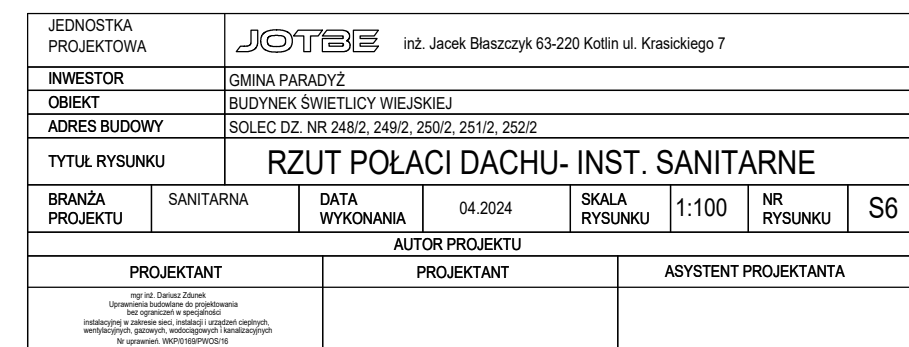 JEDNOSTKA
PROJEKTOWA
JOTBE inż. Jacek Błaszczyk 63-220 Kotlin ul. Krasickiego 7
INWESTOR GMINA PARADYŻ
OBIEKT BUDYNEK ŚWIETLICY WIEJSKIEJ
ADRES BUDOWY SOLEC DZ. NR 248/2, 249/2, 250/2, 251/2, 252/2
TYTUŁ RYSUNKU RZUT POŁACI DACHU- INST. SANITARNE
BRANŻA
PROJEKTU
SANITARNA
DATA
WYKONANIA
04.2024
SKALA
RYSUNKU
1:100
NR
RYSUNKU
S6
AUTOR PROJEKTU
PROJEKTANT PROJEKTANT ASYSTENT PROJEKTANTA
mgr inż. Dariusz Zdunek
Uprawnienia budowlane do projektowania
bez ograniczeń w specjalności
instalacyjnej w zakresie sieci, instalacji i urządzeń cieplnych,
wentylacyjnych, gazowych, wodociągowych i kanalizacyjnych
Nr uprawnień. WKP/0169/PWOS/16